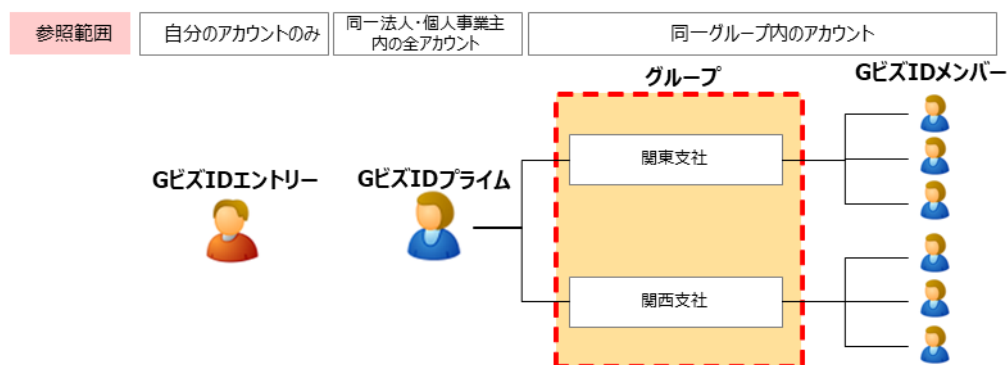 参照範囲
自分のアカウントのみ
同一法人・個人事業主
内の全アカウント
同一グループ内のアカウント
グループ
GビズIDメンバー
関東支社
GビズIDエントリー
GビズIDプライム
関西支社